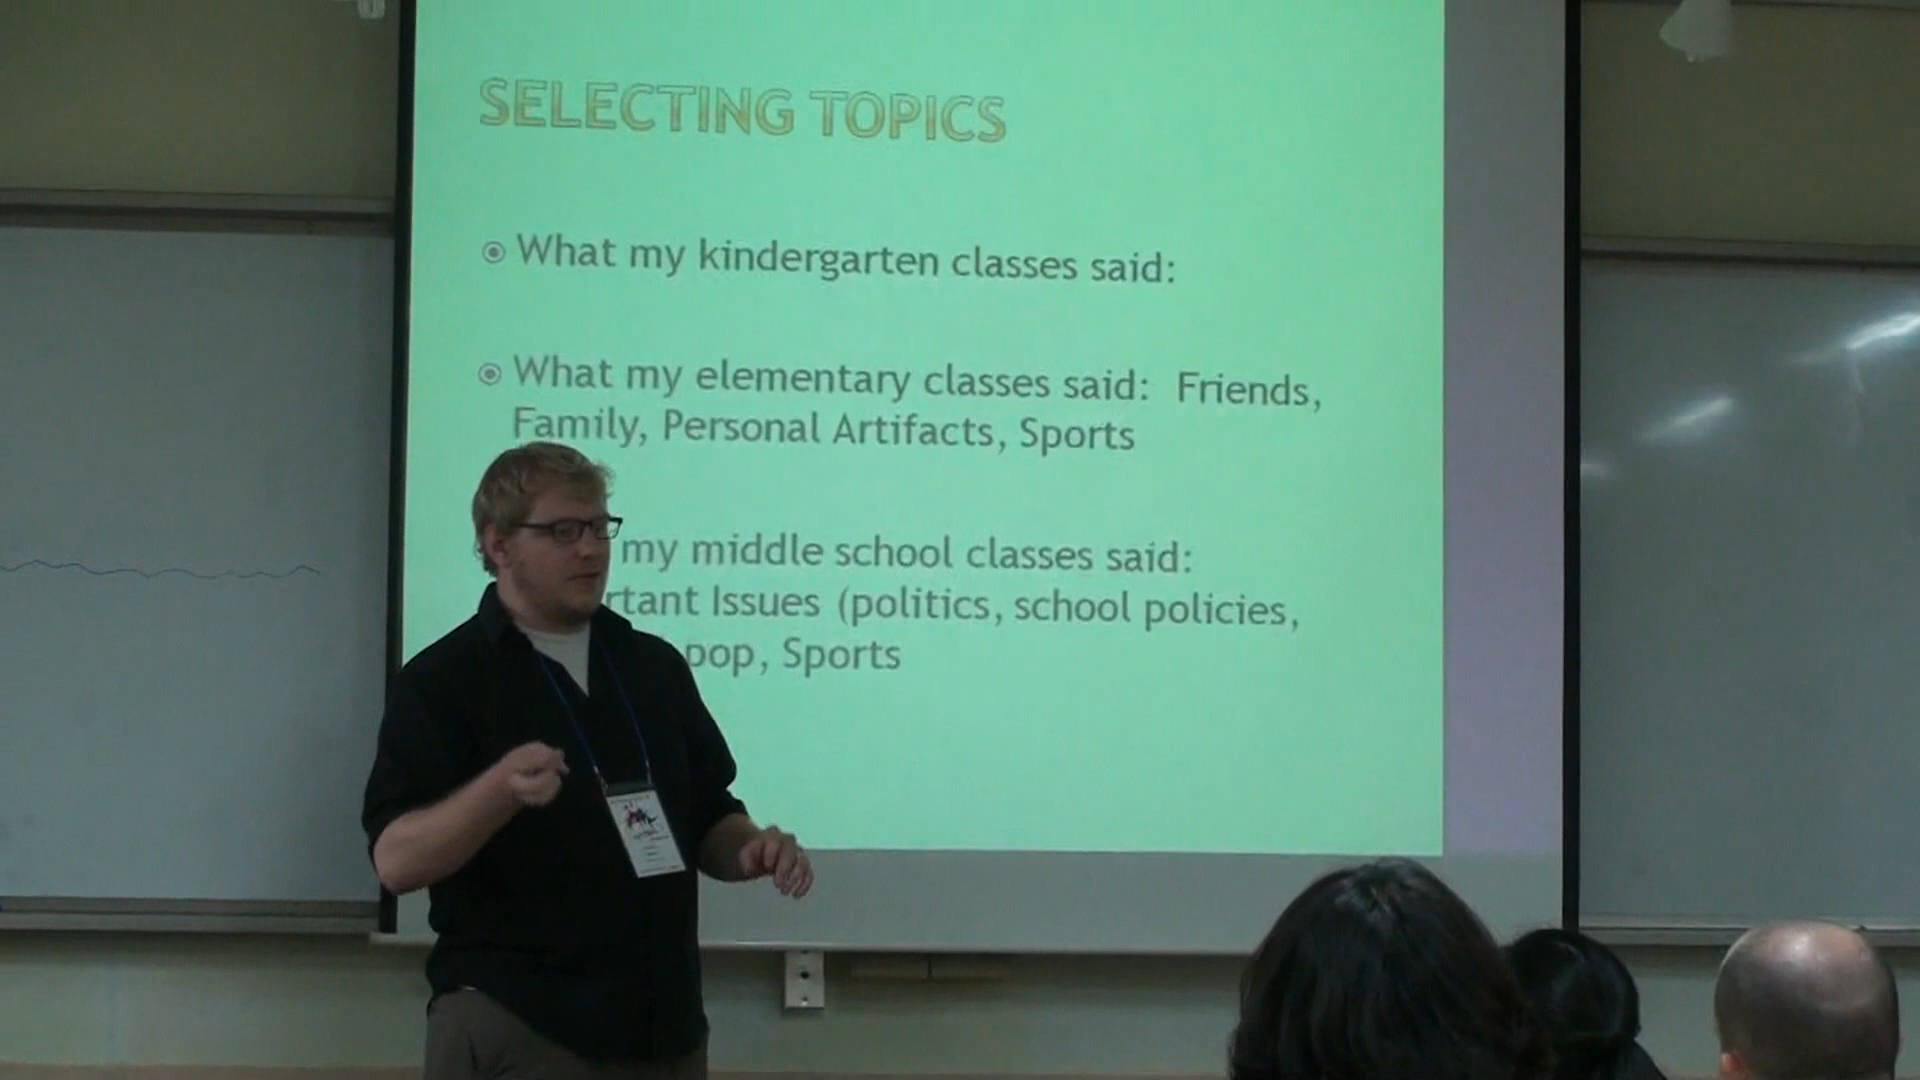 SELECTING TOPICS
What my kindergarten classes said:
What my elementary classes said: Friends,
Family, Personal Artifacts, Sports
my middle school classes said:
rtant Issues (politics, school policies,
pop, Sports